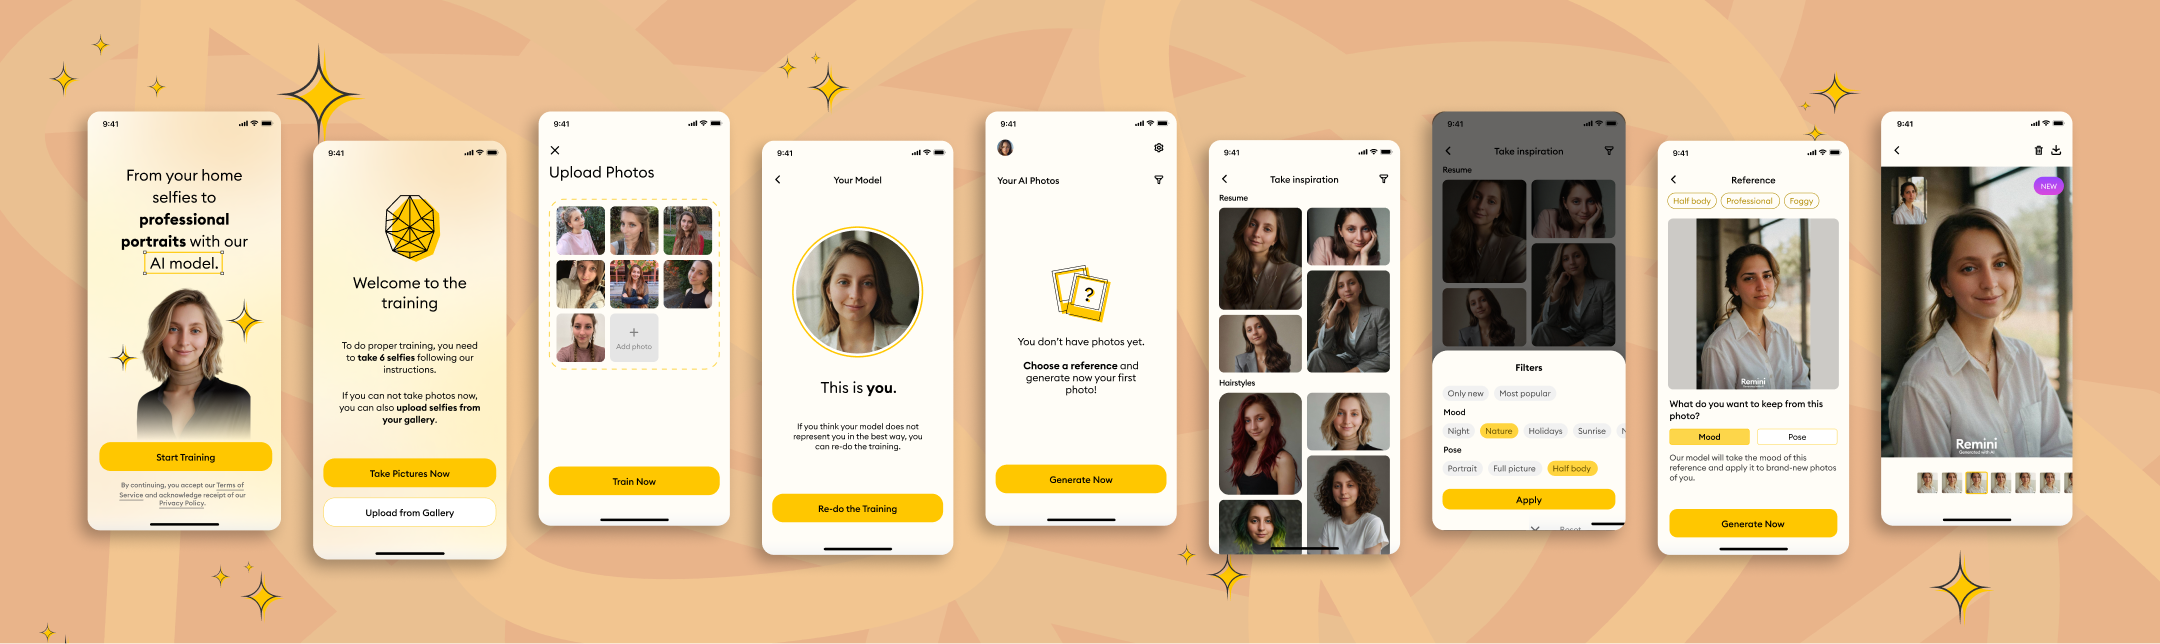 9:41
From your home
selfies to
professional
portraits with our
AI model.
Start Training
By continuing, you accept our Terms of
Service and acknowledge receipt of our
Privacy Policy.
9:41
Welcome to the
training
To do proper training, you need
to take 6 selfies following our
instructions.
If you can not take photos now,
you can also upload selfies from
your gallery.
Take Pictures Now
Upload from Gallery
9:41
Upload Photos
Add photo
Train Now
9:41
Your Model
This is you.
If you think your model does not
represent you in the best way, you
can re-do the training.
Re-do the Training
9:41
Your AI Photos
?
You don't have photos yet.
Choose a reference and
generate now your first
photo!
Generate Now
9:41
Take inspiration
Resume
Hairstyles
9:41
Take inspiration
Resume
Filters
Only new
Most popular
Mood
Night
Nature
Holidays
Sunrise
Pose
Portrait
Full picture
Half body
Apply
Reset
9:41
Reference
Half body
Professional
Foggy
Remini
What do you want to keep from this
photo?
Mood
Pose
Our model will take the mood of this
reference and apply it to brand-new photos
of you.
Generate Now
9:41
NEW
Remini
Generated with AI